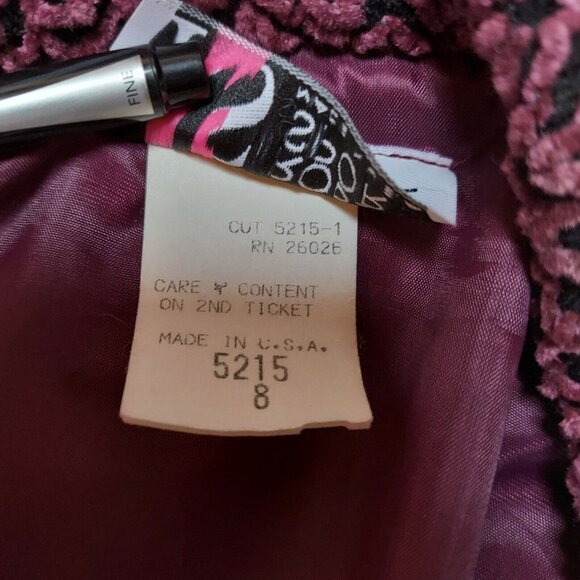 FINE
CUT 5215-1
RN 26026
CARE & CONTENT
ON 2ND TICKET
MADE IN U.S.A.
5215
8